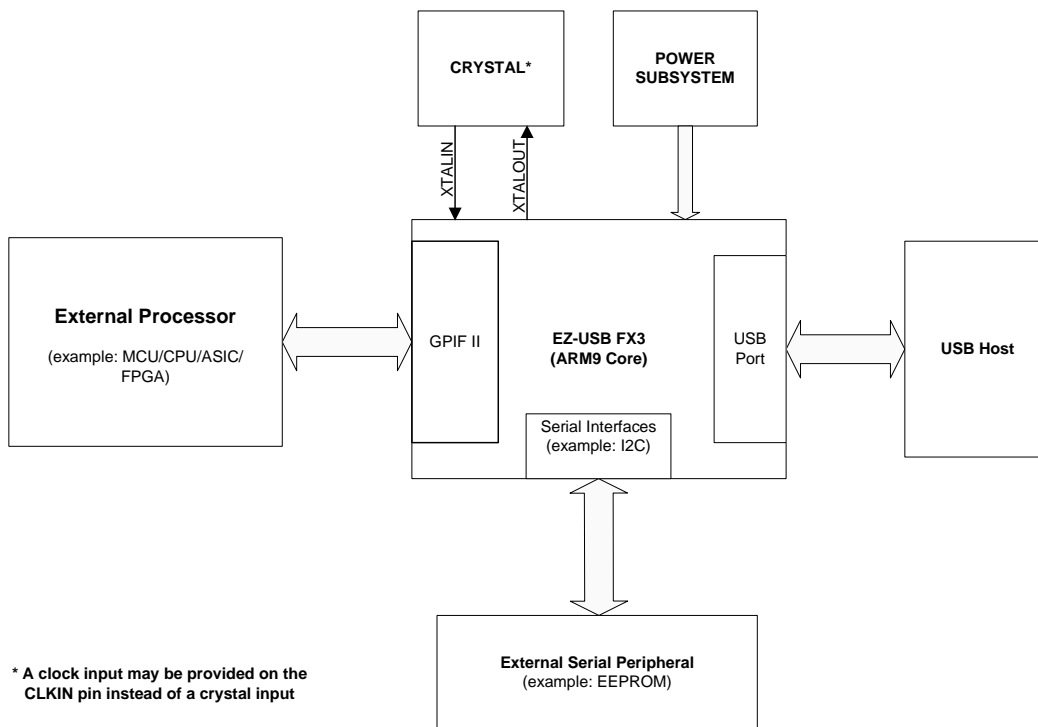 CRYSTAL*
POWER
SUBSYSTEM
XTALIN
XTALOUT
External Processor
(example: MCU/CPU/ASIC/
FPGA)
GPIF II
EZ-USB FX3
(ARM9 Core)
USB
Port
USB Host
Serial Interfaces
(example: I2C)
External Serial Peripheral
(example: EEPROM)
* A clock input may be provided on the
CLKIN pin instead of a crystal input